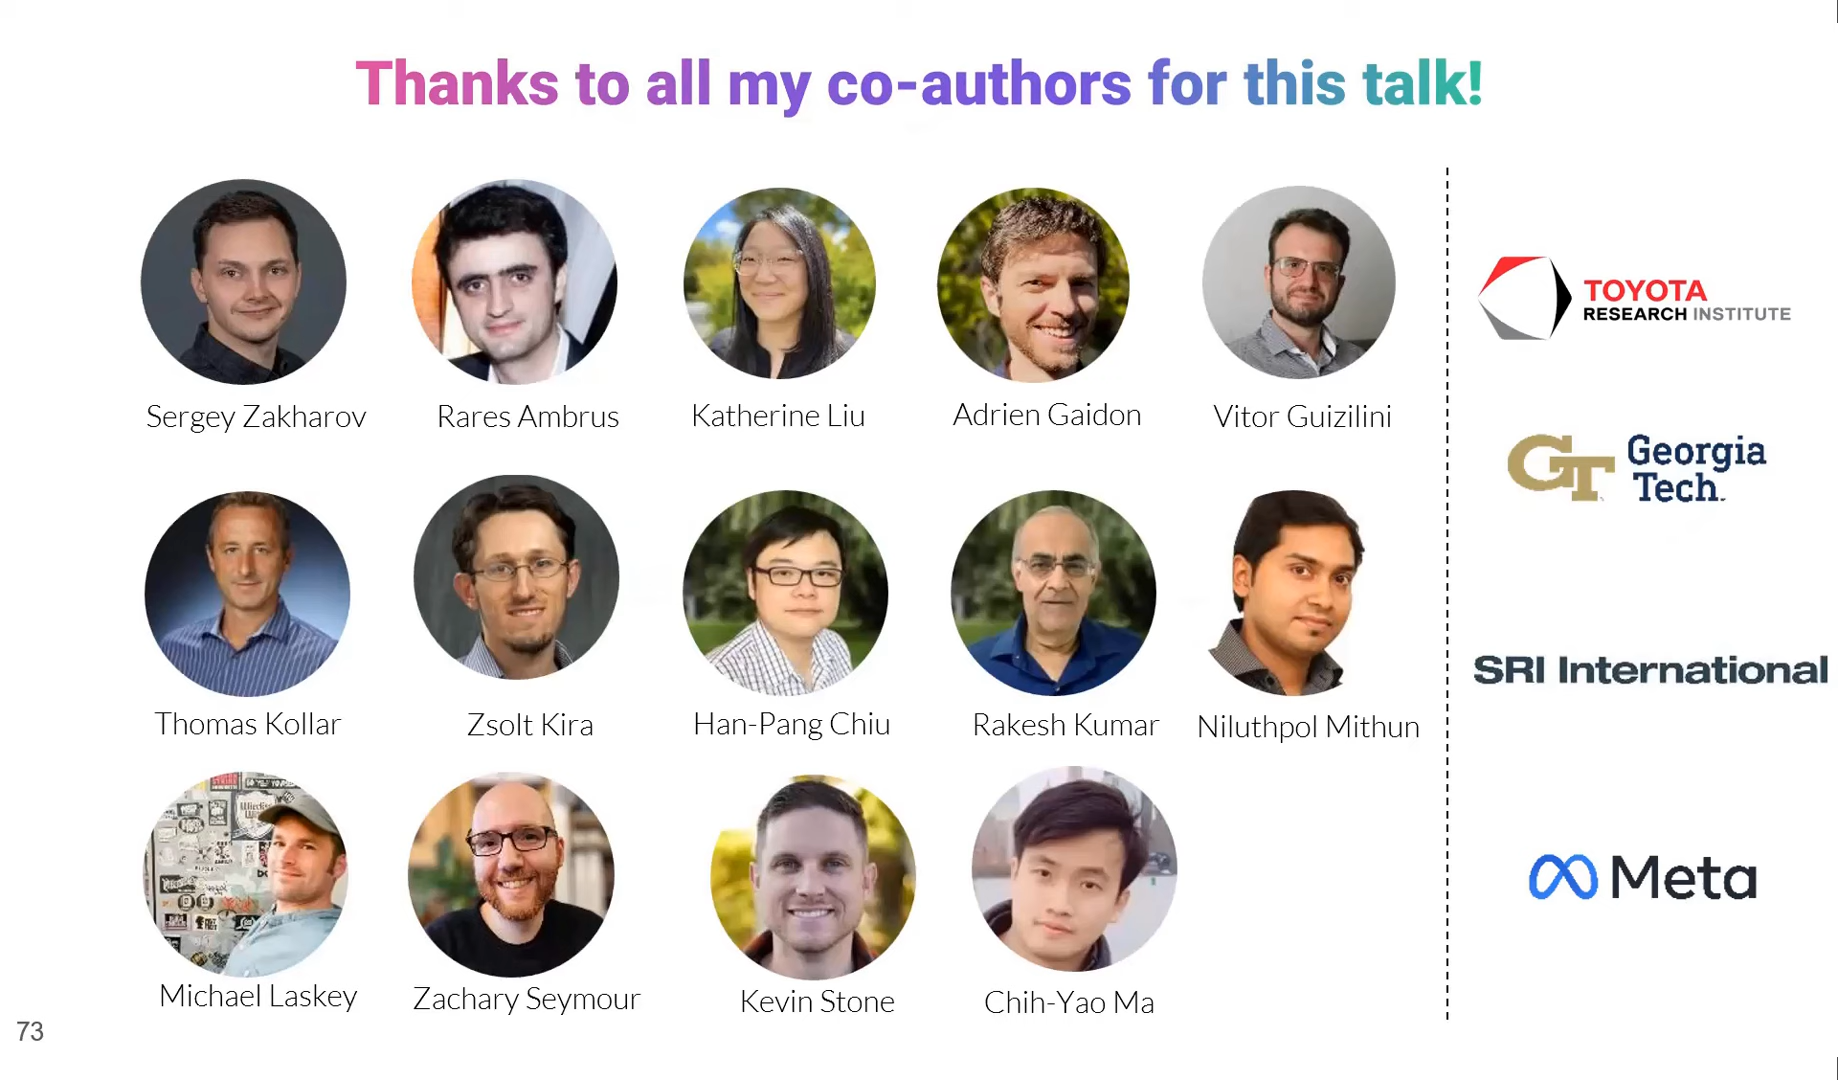 Thanks to all my co-authors for this talk!
Sergey Zakharov
Rares Ambrus
Katherine Liu
Adrien Gaidon
Vitor Guizilini
Thomas Kollar
Zsolt Kira
Han-Pang Chiu
Rakesh Kumar
Niluthpol Mithun
Michael Laskey
Zachary Seymour
Kevin Stone
Chih-Yao Ma
TOYOTA
RESEARCH INSTITUTE
GT
Georgia
Tech
SRI International
Meta
73